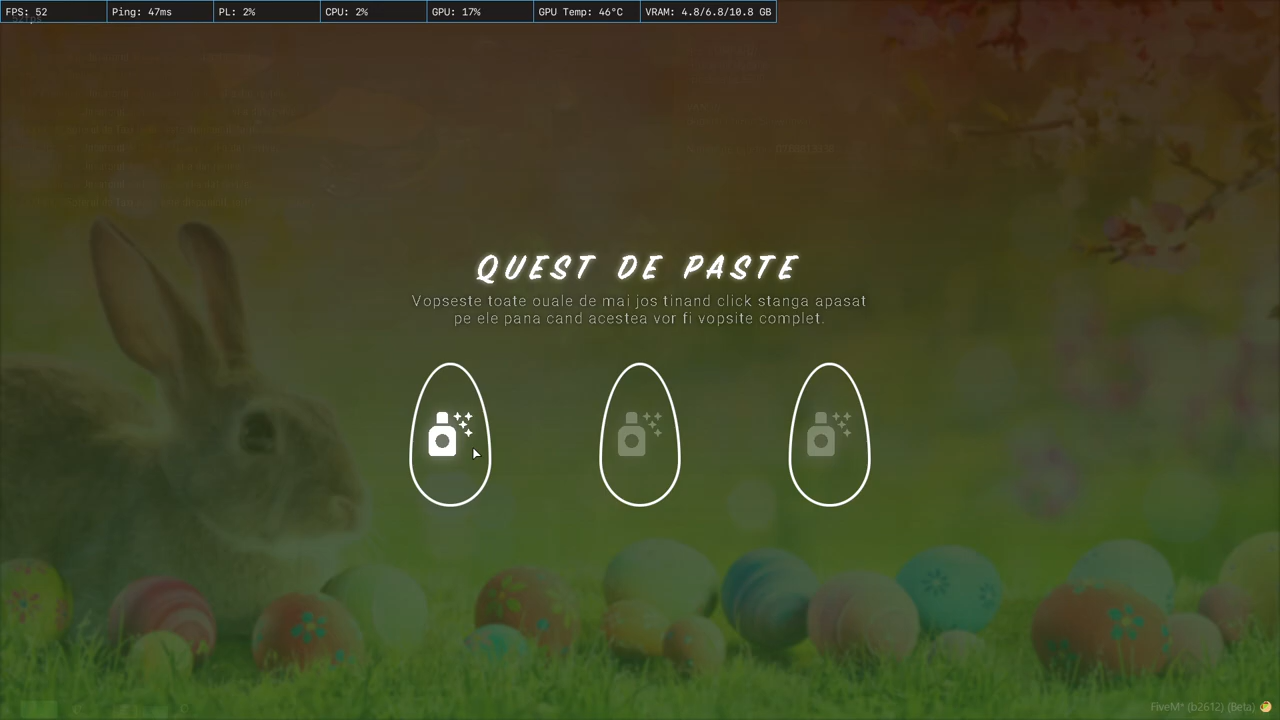 FPS: 52
Ping: 47ms
PL: 2%
CPU: 2%
GPU: 17%
GPU Temp: 46°C
VRAM: 4.8/6.8/10.8 GB
QUEST DE PASTE
Vopseste toate ouale de mai jos tinand click stanga apasat
pe ele pana cand acestea vor fi vopsite complet.
FiveM* (b2612) (Beta)